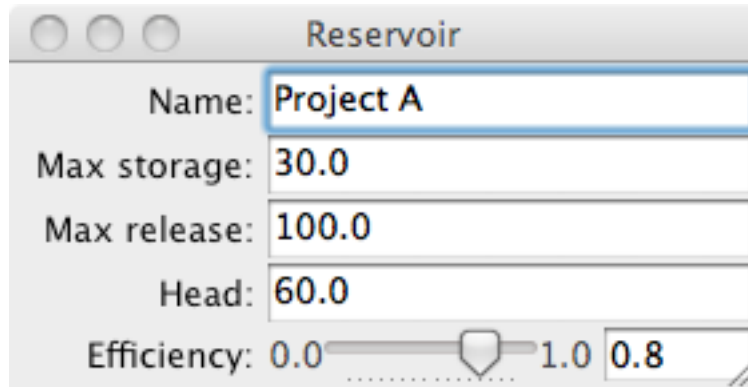 Reservoir
Name: Project A
Max storage: 30.0
Max release: 100.0
Head: 60.0
Efficiency: 0.0 1.0 0.8